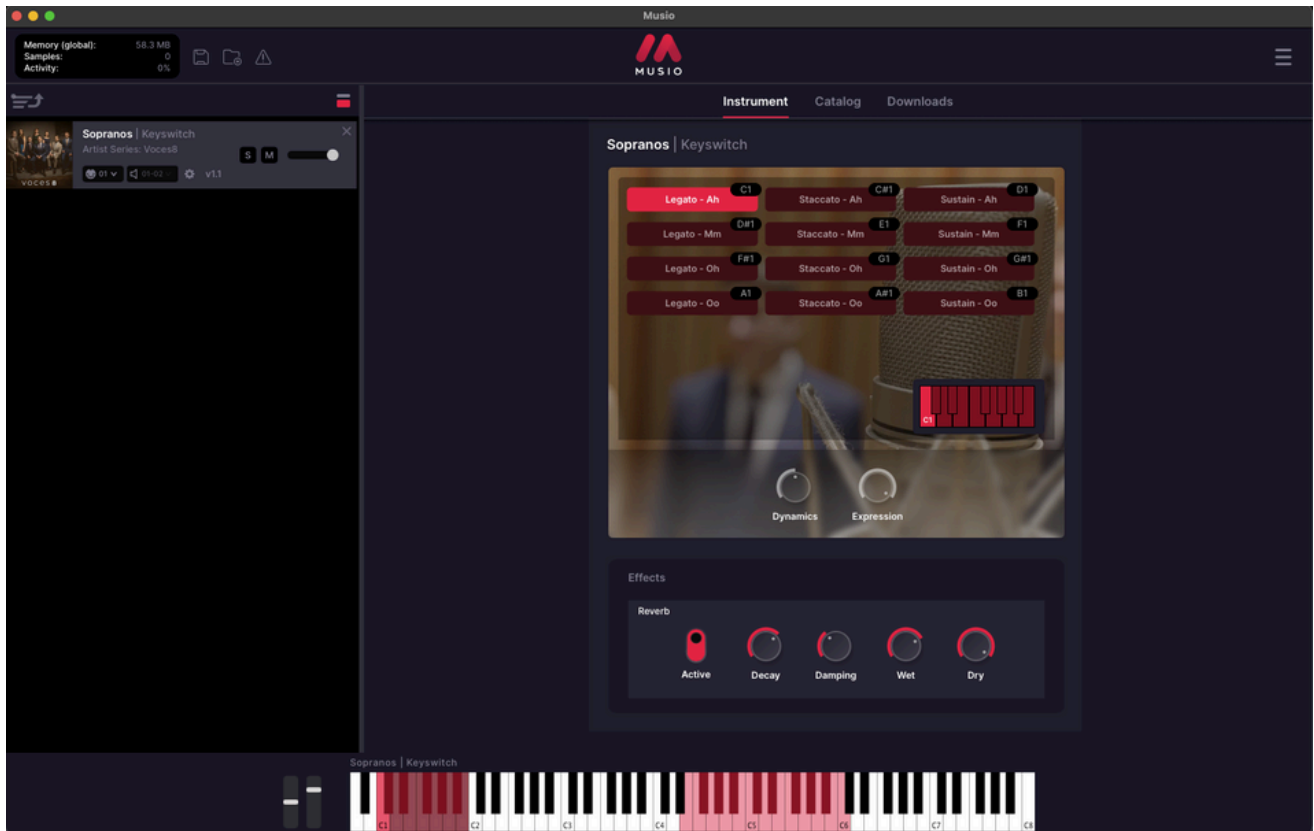 Musio
Memory (global): 58.3 MB
Samples: 0
Activity: 0%
MUSIO
Instrument Catalog Downloads
Sopranos | Keyswitch
Artist Series: Voces8
S M
01 01-02 v1.1
voces8
Sopranos | Keyswitch
Legato - Ah C1 Staccato - Ah C#1 Sustain - Ah D1
Legato - Mm D#1 Staccato - Mm E1 Sustain - Mm F1
Legato - Oh F#1 Staccato - Oh G1 Sustain - Oh G#1
Legato - Oo A1 Staccato - Oo A#1 Sustain - Oo B1
C1
Dynamics Expression
Effects
Reverb
Active Decay Damping Wet Dry
Sopranos | Keyswitch
C1 C2 C3 C4 C5 C6 C7 C8